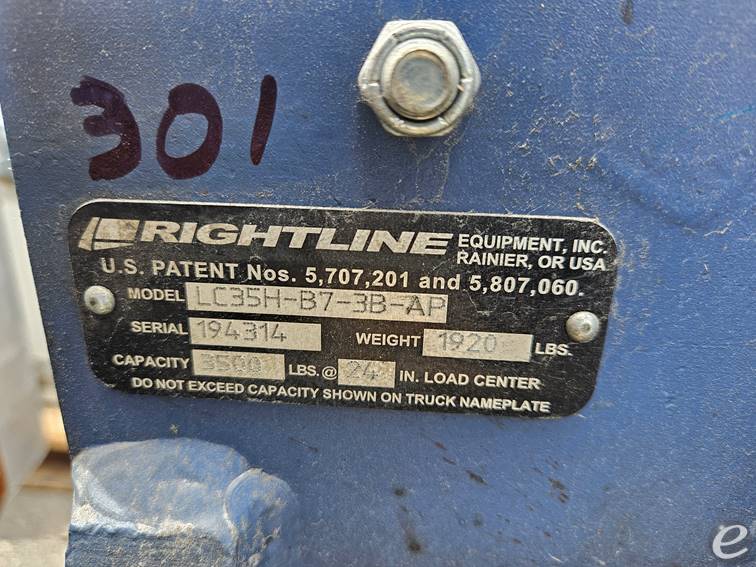 301
RIGHTLINE EQUIPMENT, INC.
RAINIER, OR USA
U.S. PATENT Nos. 5,707,201 and 5,807,060.
MODEL LC35H-B7-3B-AP
SERIAL 194314 WEIGHT 1920 LBS.
CAPACITY 3500 LBS.@ 24 IN. LOAD CENTER
DO NOT EXCEED CAPACITY SHOWN ON TRUCK NAMEPLATE
e